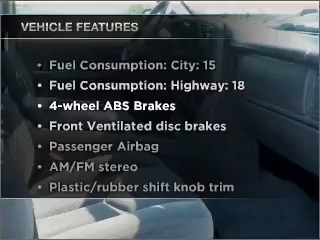 VEHICLE FEATURES
• Fuel Consumption: City: 15
• Fuel Consumption: Highway: 18
• 4-wheel ABS Brakes
• Front Ventilated disc brakes
• Passenger Airbag
• AM/FM stereo
• Plastic/rubber shift knob trim